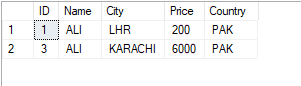 ID Name City Price Country
1 1 ALI LHR 200 PAK
2 3 ALI KARACHI 6000 PAK